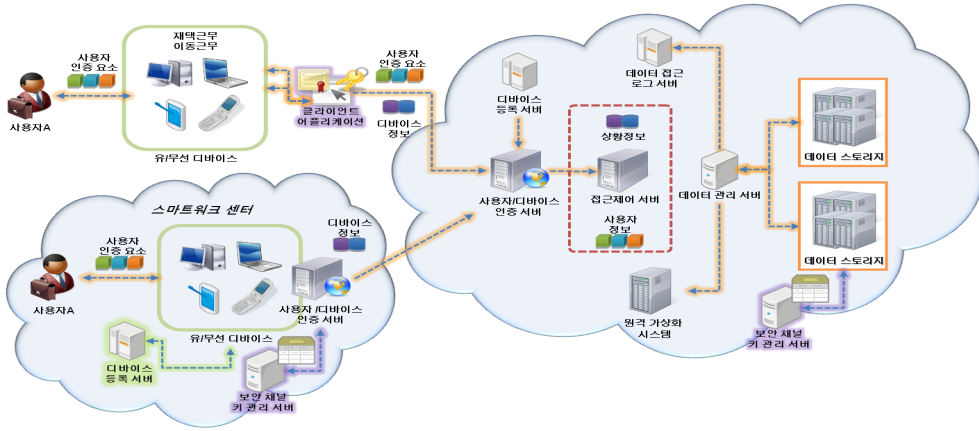 재택근무
이동근무
사용자
인증 요소
사용자A
유/무선 디바이스
클라이언트
어플리케이션
사용자
인증 요소
디바이스
정보
디바이스
등록 서버
사용자/디바이스
인증 서버
상황정보
접근제어 서버
사용자
정보
데이터 접근
로그 서버
데이터 관리 서버
데이터 스토리지
데이터 스토리지
원격 가상화
시스템
보안 채널
키 관리 서버
스마트워크 센터
사용자
인증 요소
사용자A
유/무선 디바이스
디바이스
정보
사용자 /디바이스
인증 서버
디바이스
등록 서버
보안 채널
키 관리 서버